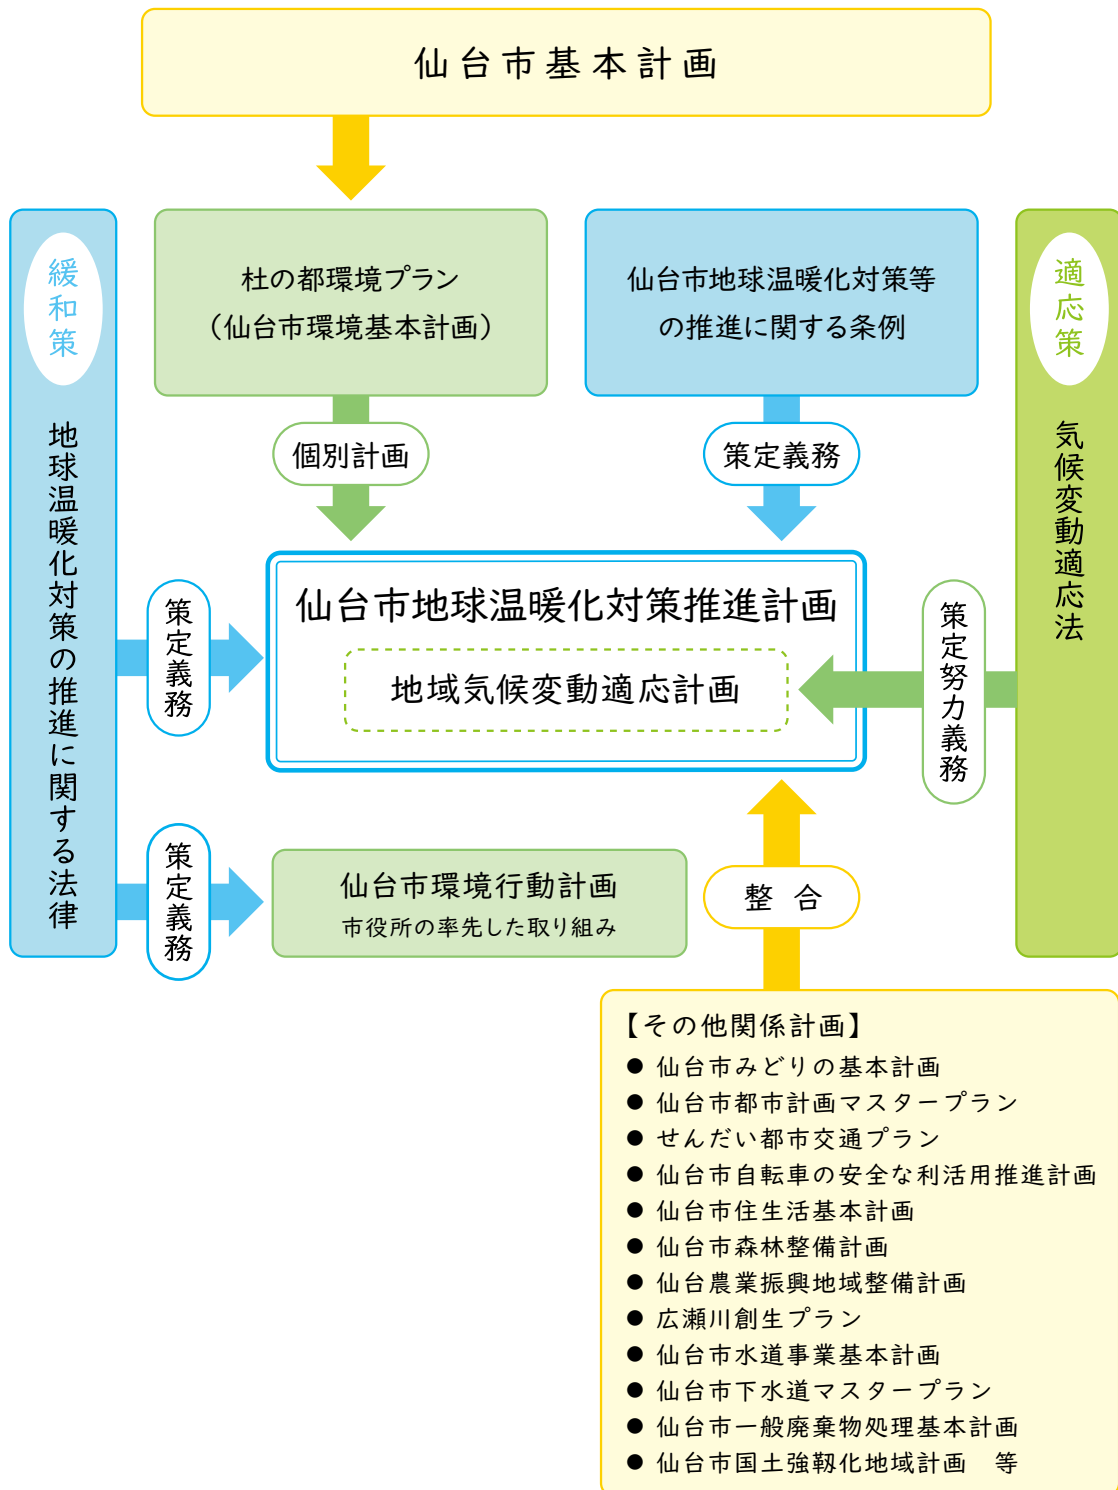 仙台市基本計画
緩和策
地球温暖化対策の推進に関する法律
杜の都環境プラン
（仙台市環境基本計画）
仙台市地球温暖化対策等
の推進に関する条例
適応策
気候変動適応法
個別計画
策定義務
策定義務
仙台市地球温暖化対策推進計画
地域気候変動適応計画
策定努力義務
策定義務
仙台市環境行動計画
市役所の率先した取り組み
整合
【その他関係計画】
● 仙台市みどりの基本計画
● 仙台市都市計画マスタープラン
● せんだい都市交通プラン
● 仙台市自転車の安全な利活用推進計画
● 仙台市住生活基本計画
● 仙台市森林整備計画
● 仙台農業振興地域整備計画
● 広瀬川創生プラン
● 仙台市水道事業基本計画
● 仙台市下水道マスタープラン
● 仙台市一般廃棄物処理基本計画
● 仙台市国土強靱化地域計画　等